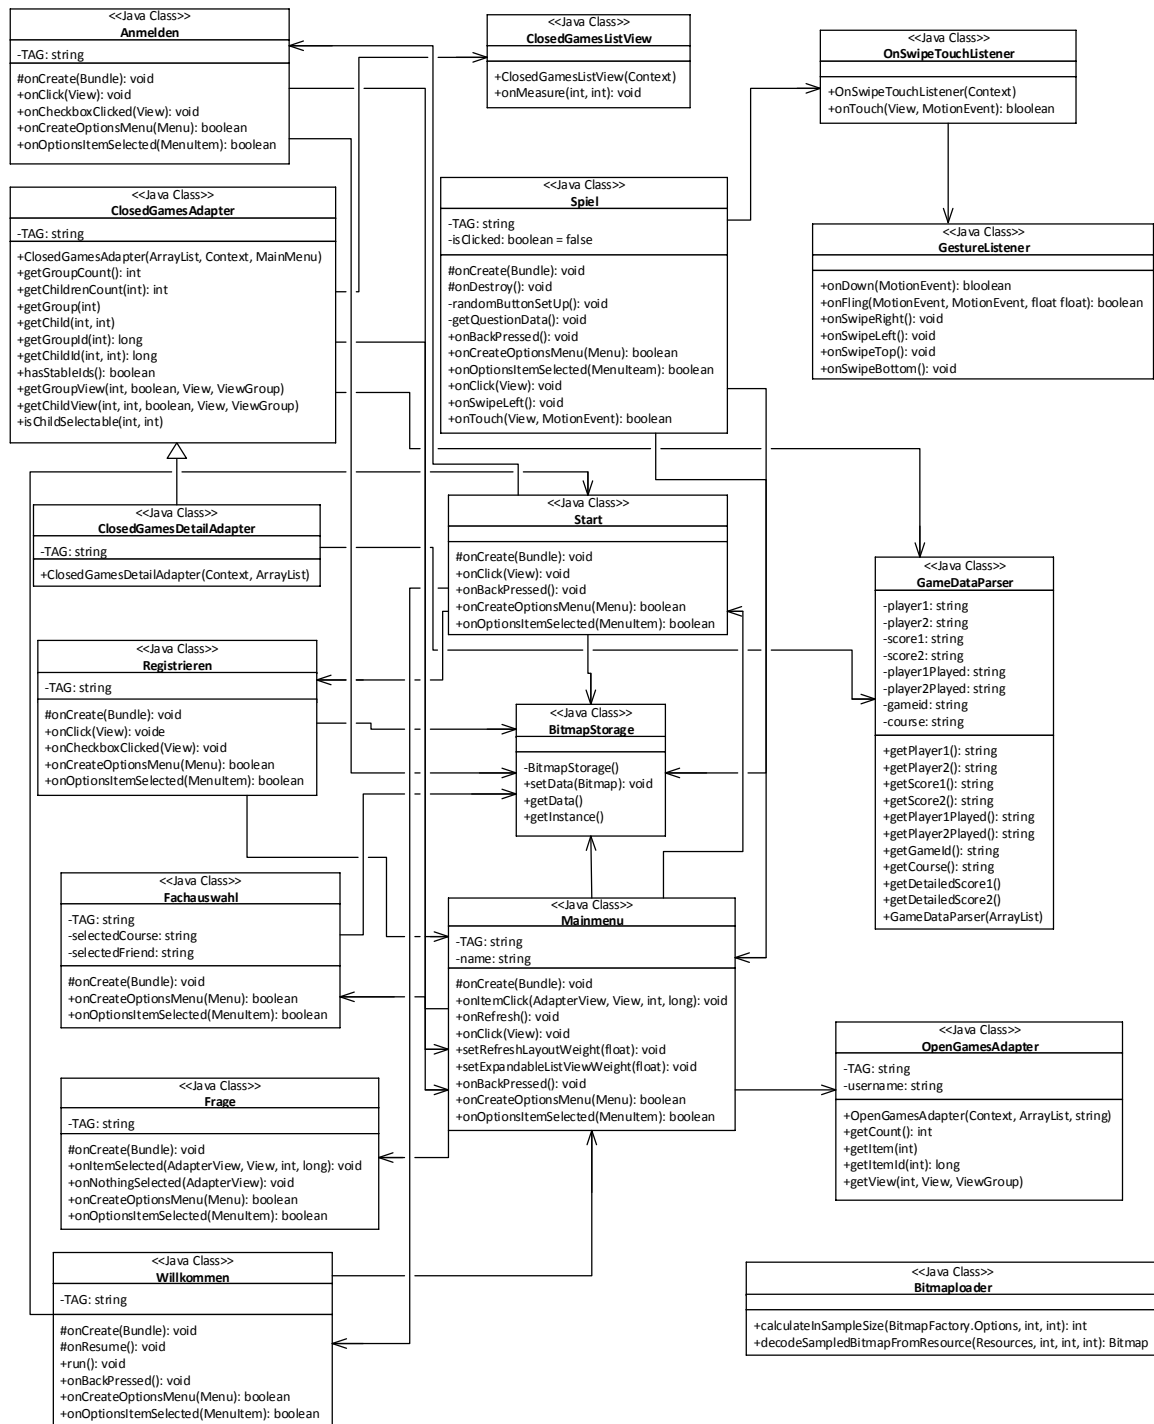 <<Java Class>>
Anmelden
-TAG: string
#onCreate(Bundle): void
+onClick(View): void
+onCheckboxClicked(View): void
+onCreateOptionsMenu(Menu): boolean
+onOptionsItemSelected(MenuItem): boolean
<<Java Class>>
ClosedGamesListView
+ClosedGamesListView(Context)
+onMeasure(int, int): void
<<Java Class>>
OnSwipeTouchListener
+OnSwipeTouchListener(Context)
+onTouch(View, MotionEvent): bloolean
<<Java Class>>
ClosedGamesAdapter
-TAG: string
+ClosedGamesAdapter(ArrayList, Context, MainMenu)
+getGroupCount(): int
+getChildrenCount(int): int
+getGroup(int)
+getChild(int, int)
+getGroupId(int): long
+getChildId(int, int): long
+hasStableIds(): boolean
+getGroupView(int, boolean, View, ViewGroup)
+getChildView(int, int, boolean, View, ViewGroup)
+isChildSelectable(int, int)
<<Java Class>>
Spiel
-TAG: string
-isClicked: boolean = false
#onCreate(Bundle): void
#onDestroy(): void
-randomButtonSetUp(): void
-getQuestionData(): void
+onBackPressed(): void
+onCreateOptionsMenu(Menu): boolean
+onOptionsItemSelected(MenuIteam): boolean
+onClick(View): void
+onSwipeLeft(): void
+onTouch(View, MotionEvent): boolean
<<Java Class>>
GestureListener
+onDown(MotionEvent): bloolean
+onFling(MotionEvent, MotionEvent, float float): boolean
+onSwipeRight(): void
+onSwipeLeft(): void
+onSwipeTop(): void
+onSwipeBottom(): void
<<Java Class>>
ClosedGamesDetailAdapter
-TAG: string
+ClosedGamesDetailAdapter(Context, ArrayList)
<<Java Class>>
Start
#onCreate(Bundle): void
+onClick(View): void
+onBackPressed(): void
+onCreateOptionsMenu(Menu): boolean
+onOptionsItemSelected(MenuItem): boolean
<<Java Class>>
GameDataParser
-player1: string
-player2: string
-score1: string
-score2: string
-player1Played: string
-player2Played: string
-gameid: string
-course: string
+getPlayer1(): string
+getPlayer2(): string
+getScore1(): string
+getScore2(): string
+getPlayer1Played(): string
+getPlayer2Played(): string
+getGameId(): string
+getCourse(): string
+getDetailedScore1()
+getDetailedScore2()
+GameDataParser(ArrayList)
<<Java Class>>
Registrieren
-TAG: string
#onCreate(Bundle): void
+onClick(View): voide
+onCheckboxClicked(View): void
+onCreateOptionsMenu(Menu): boolean
+onOptionsItemSelected(MenuItem): boolean
<<Java Class>>
BitmapStorage
-BitmapStorage()
+setData(Bitmap): void
+getData()
+getInstance()
<<Java Class>>
Fachauswahl
-TAG: string
-selectedCourse: string
-selectedFriend: string
#onCreate(Bundle): void
+onCreateOptionsMenu(Menu): boolean
+onOptionsItemSelected(MenuItem): boolean
<<Java Class>>
Mainmenu
-TAG: string
-name: string
#onCreate(Bundle): void
+onItemClick(AdapterView, View, int, long): void
+onRefresh(): void
+onClick(View): void
+setRefreshLayoutWeight(float): void
+setExpandableListViewWeight(float): void
+onBackPressed(): void
+onCreateOptionsMenu(Menu): boolean
+onOptionsItemSelected(MenuItem): boolean
<<Java Class>>
OpenGamesAdapter
-TAG: string
-username: string
+OpenGamesAdapter(Context, ArrayList, string)
+getCount(): int
+getItem(int)
+getItemId(int): long
+getView(int, View, ViewGroup)
<<Java Class>>
Frage
-TAG: string
#onCreate(Bundle): void
+onItemSelected(AdapterView, View, int, long): void
+onNothingSelected(AdapterView): void
+onCreateOptionsMenu(Menu): boolean
+onOptionsItemSelected(MenuItem): boolean
<<Java Class>>
Willkommen
-TAG: string
#onCreate(Bundle): void
#onResume(): void
+run(): void
+onBackPressed(): void
+onCreateOptionsMenu(Menu): boolean
+onOptionsItemSelected(MenuItem): boolean
<<Java Class>>
Bitmaploader
+calculateInSampleSize(BitmapFactory.Options, int, int): int
+decodeSampledBitmapFromResource(Resources, int, int, int): Bitmap